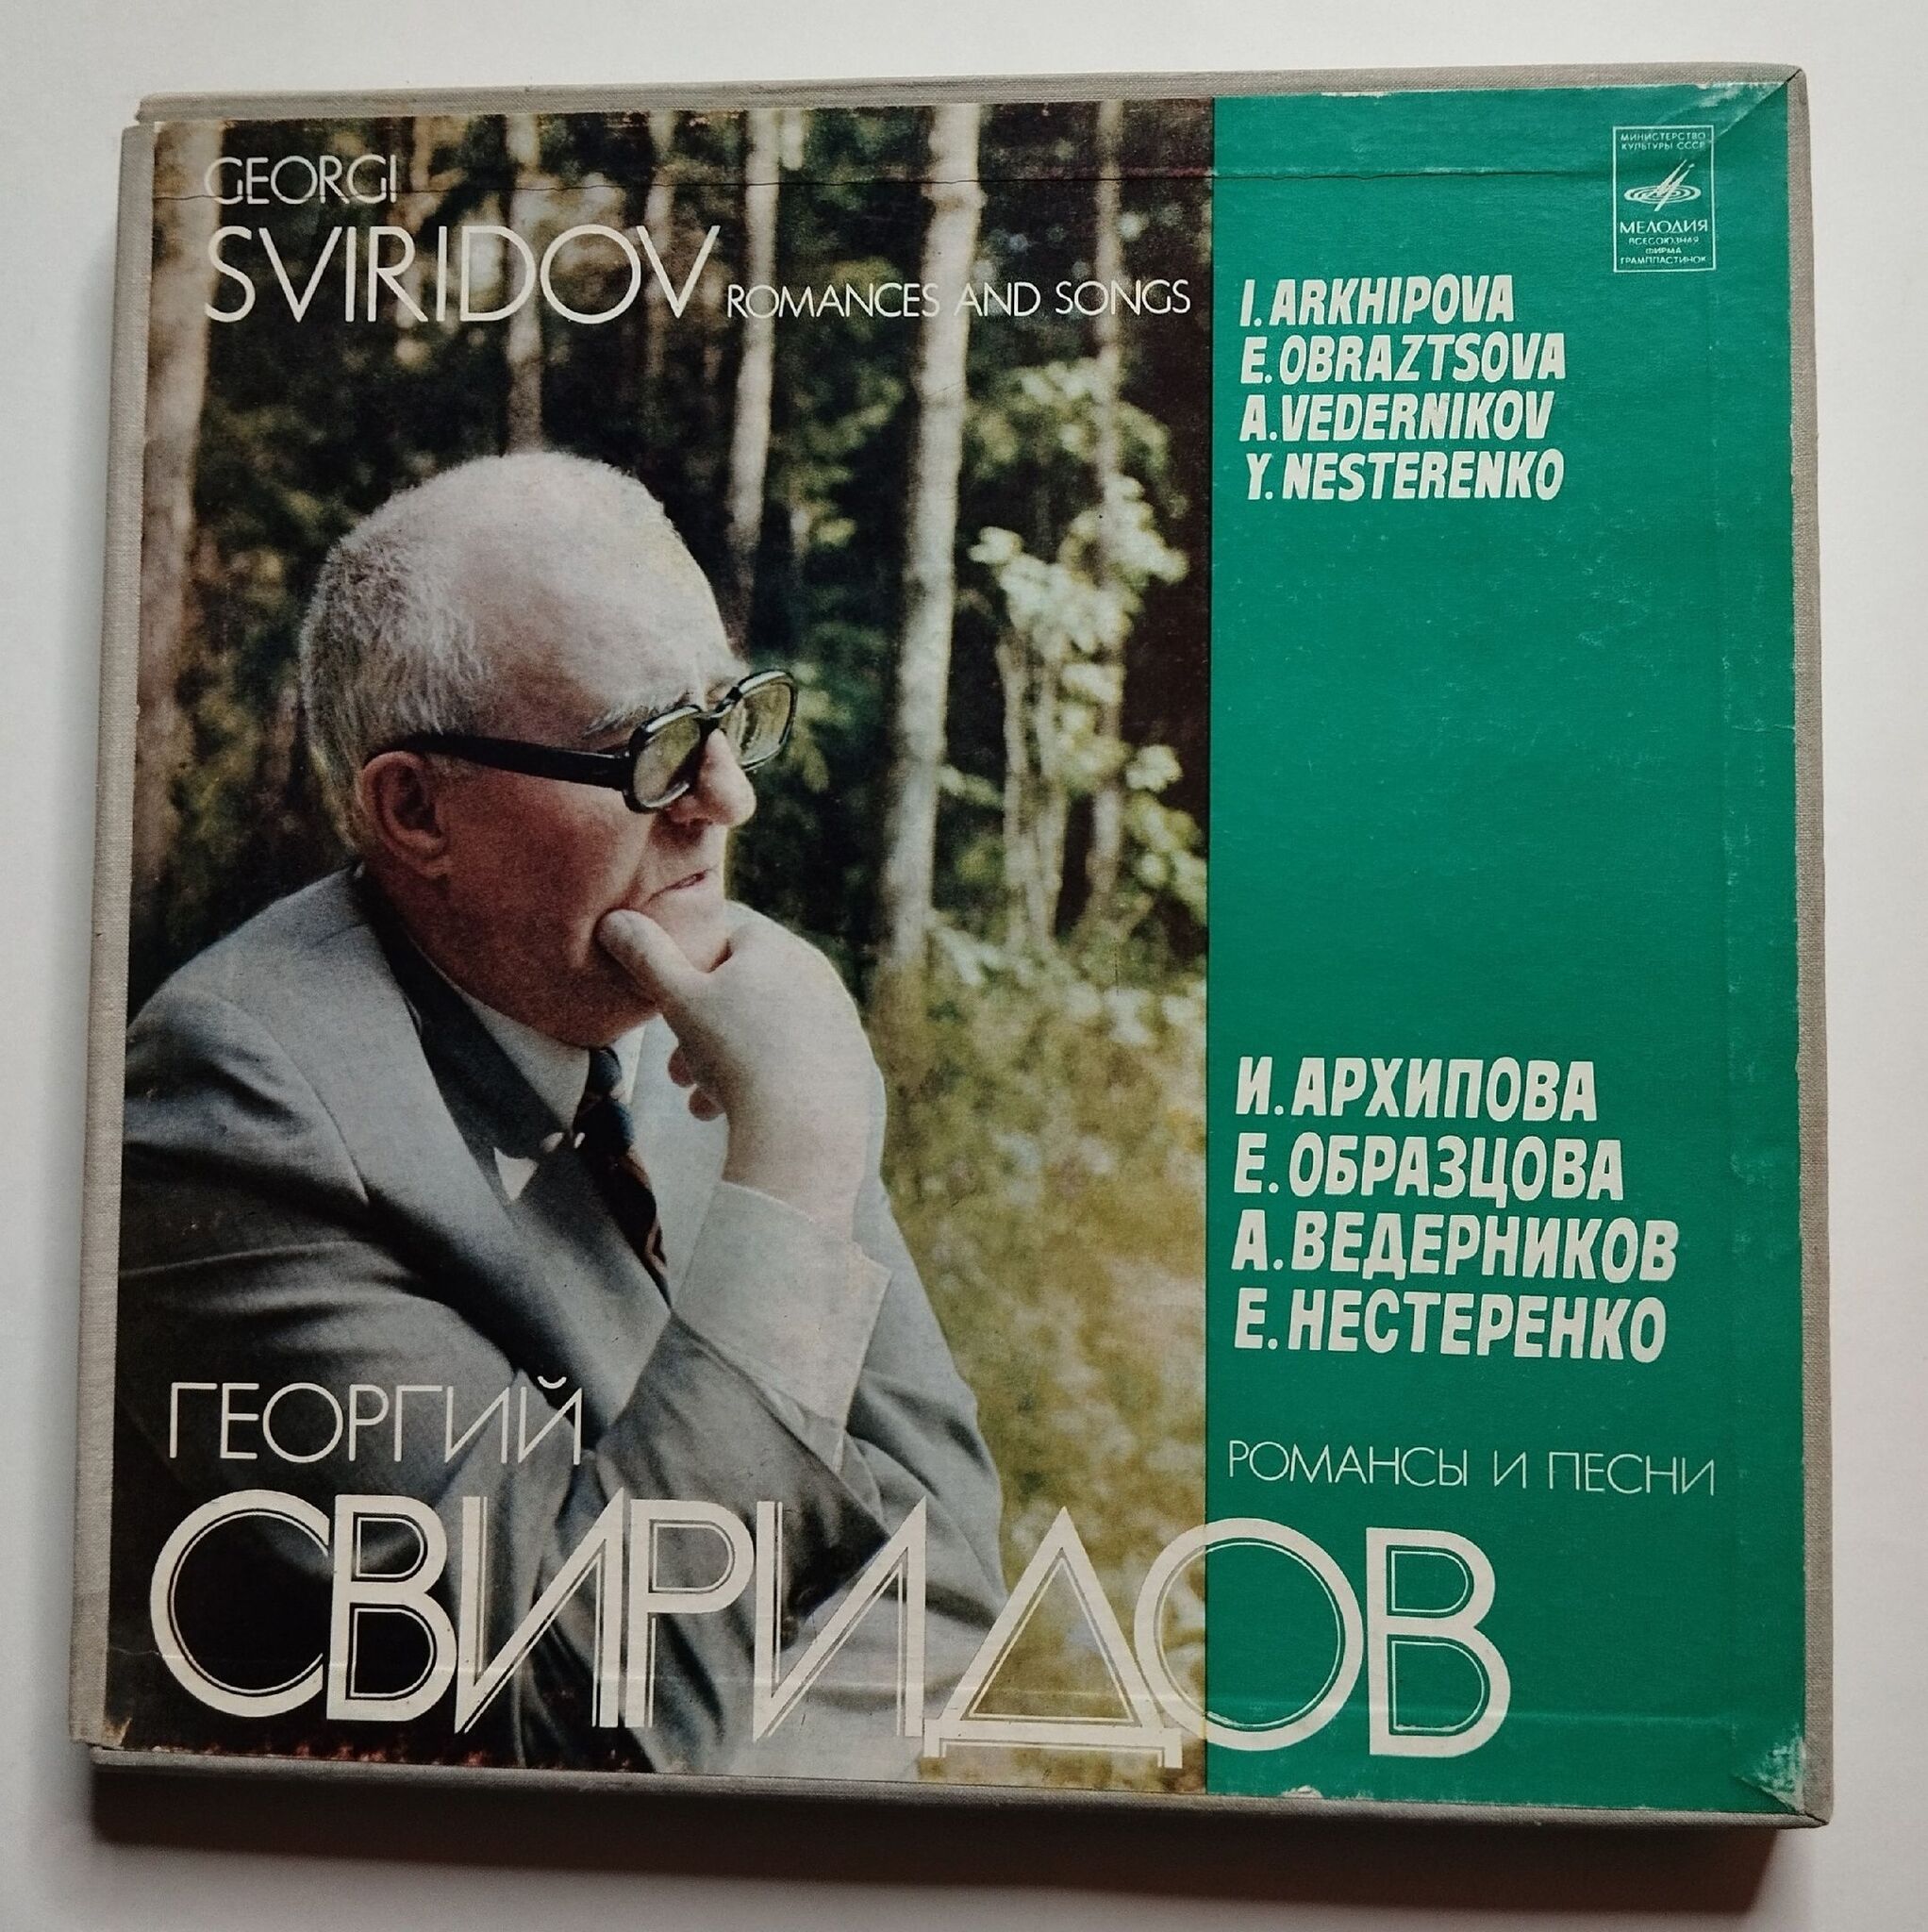 GEORGI
SVIRIDOV ROMANCES AND SONGS
МИНИСТЕРСТВО
КУЛЬТУРЫ СССР
МЕЛОДИЯ
ВСЕСОЮЗНАЯ
ФИРМА
ГРАМПЛАСТИНОК
I. ARKHIPOVA
E. OBRAZTSOVA
A. VEDERNIKOV
Y. NESTERENKO
И. АРХИПОВА
Е. ОБРАЗЦОВА
А. ВЕДЕРНИКОВ
Е. НЕСТЕРЕНКО
ГЕОРГИЙ
РОМАНСЫ И ПЕСНИ
СВИРИДОВ